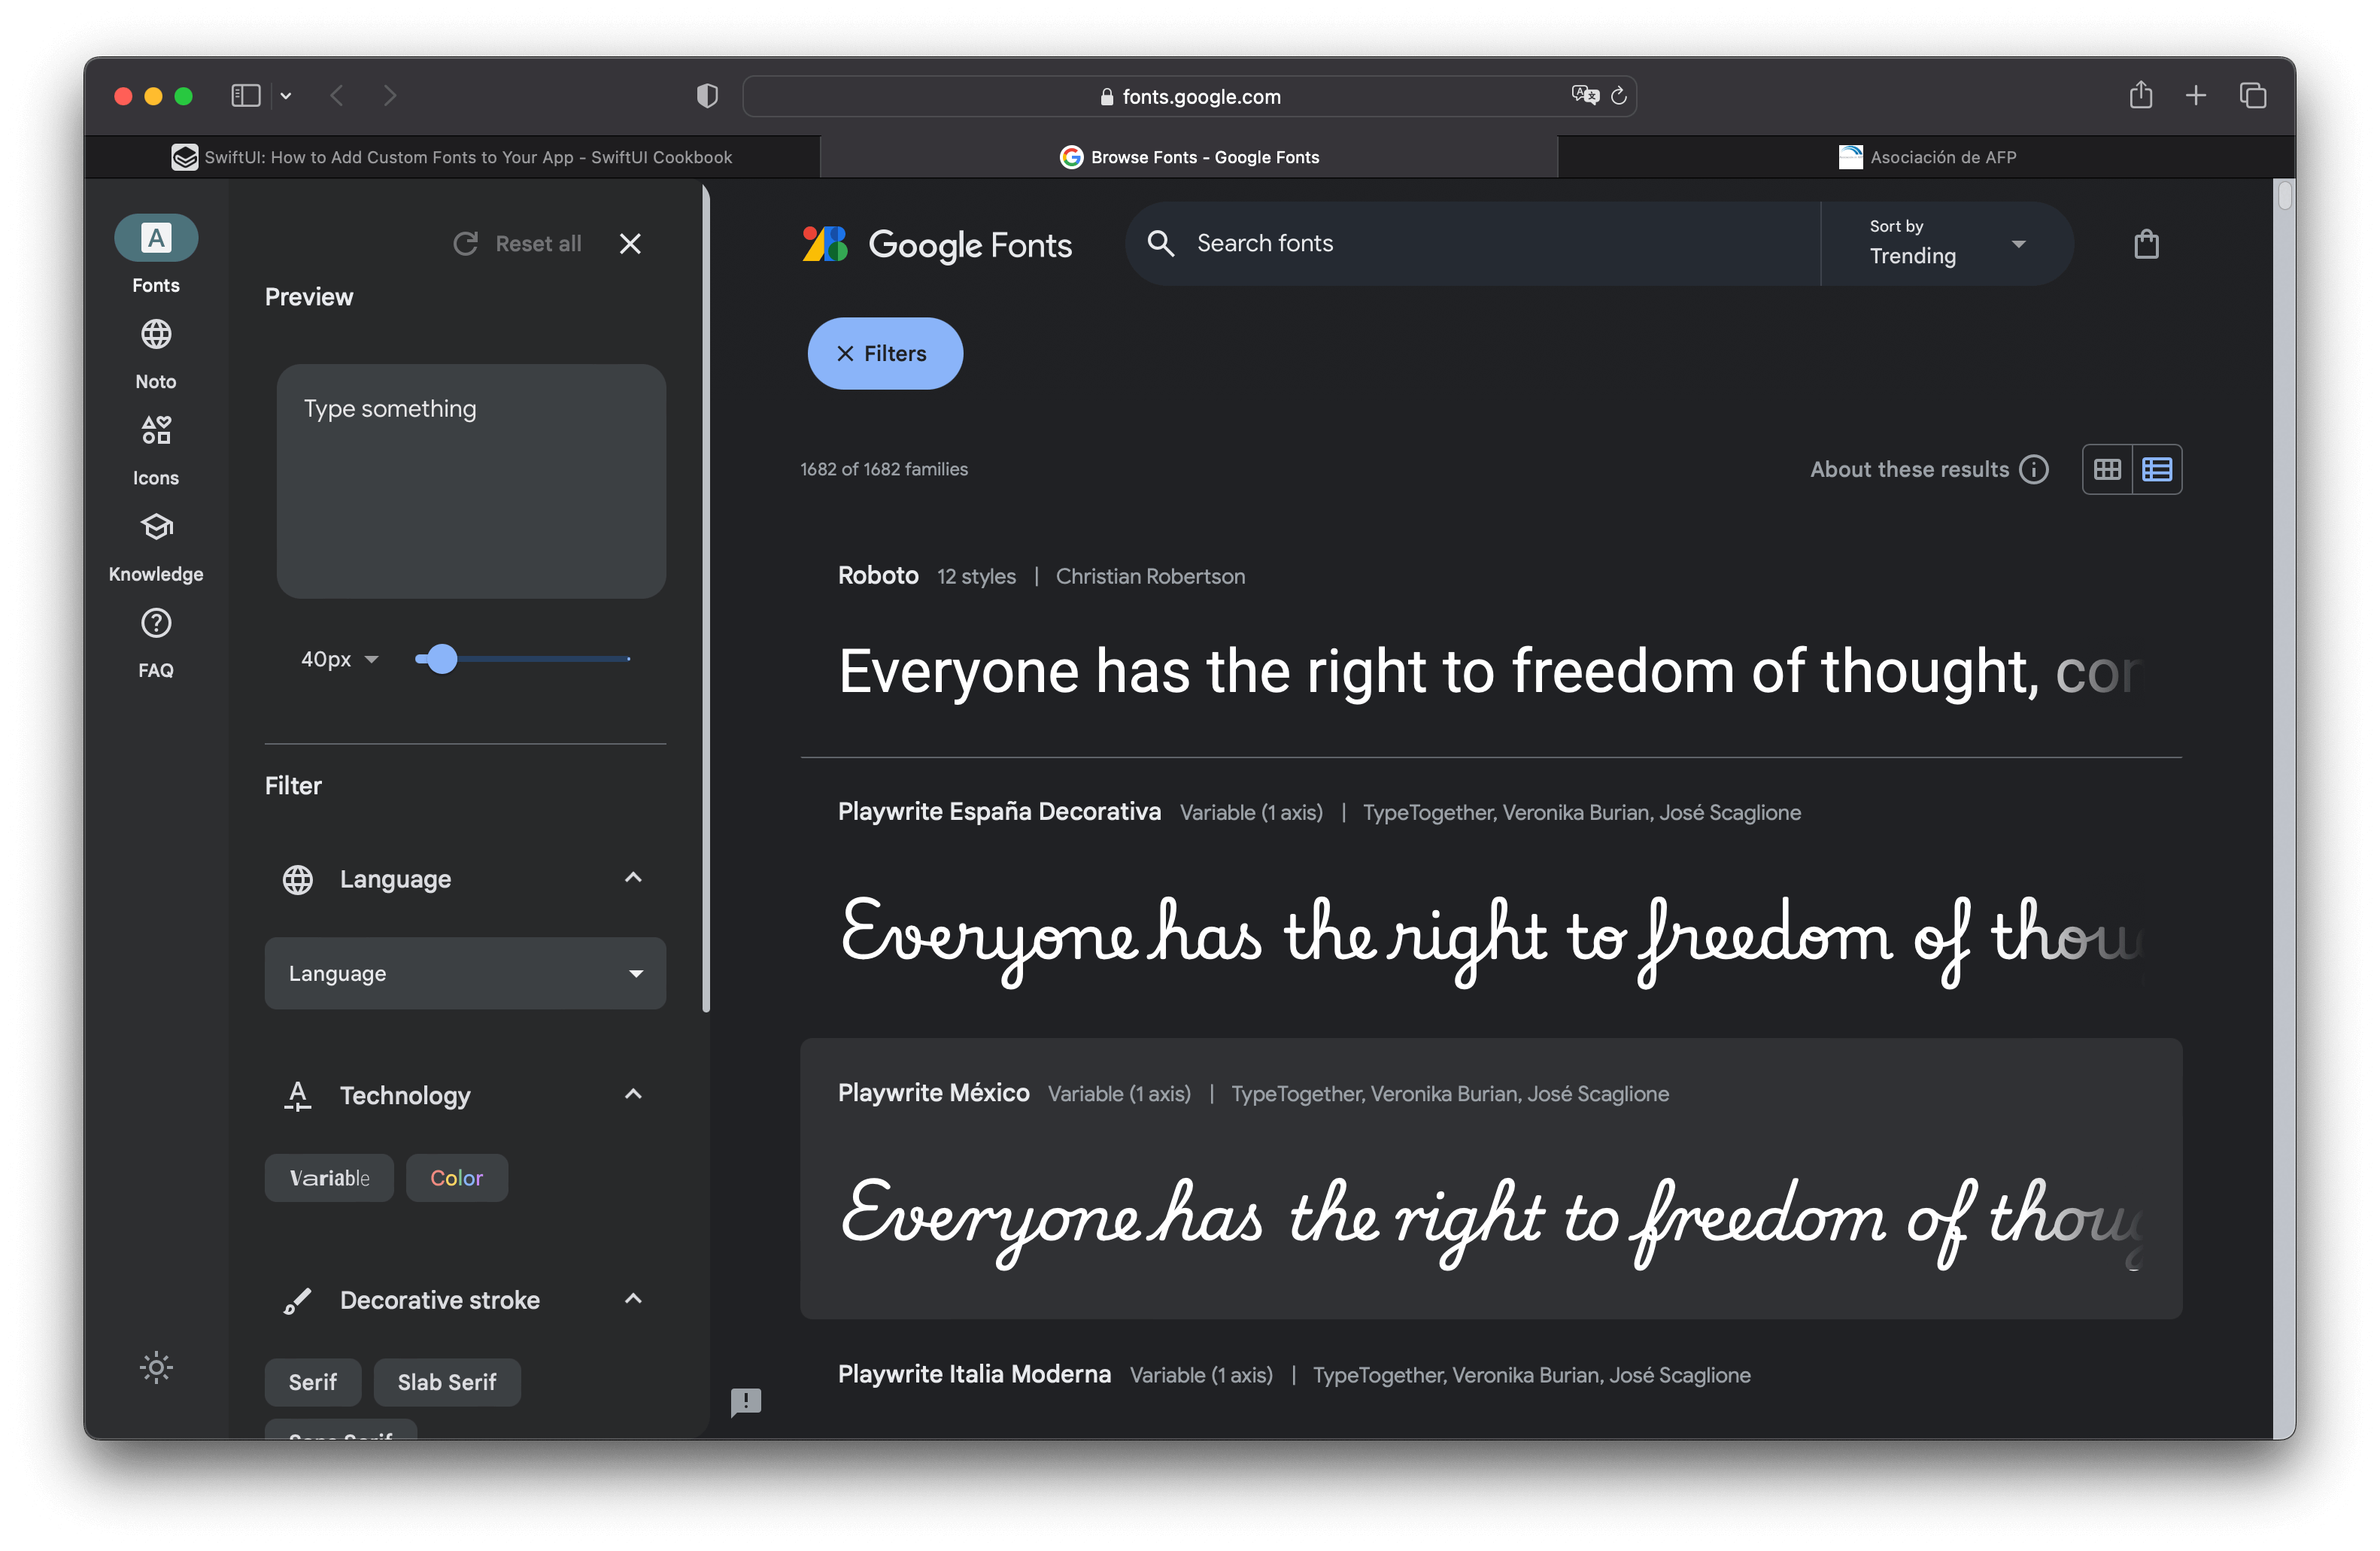 fonts.google.com
SwiftUI: How to Add Custom Fonts to Your App - SwiftUI Cookbook
Browse Fonts - Google Fonts
Asociación de AFP
Fonts
Noto
Icons
Knowledge
FAQ
Reset all
Preview
Type something
40px
Filter
Language
Language
Technology
Variable
Color
Decorative stroke
Serif
Slab Serif
Sans Serif
Google Fonts
Search fonts
Sort by
Trending
Filters
1682 of 1682 families
About these results
Roboto 12 styles | Christian Robertson
Everyone has the right to freedom of thought, con
Playwrite España Decorativa Variable (1 axis) | TypeTogether, Veronika Burian, José Scaglione
Everyone has the right to freedom of thou
Playwrite México Variable (1 axis) | TypeTogether, Veronika Burian, José Scaglione
Everyone has the right to freedom of thoug
Playwrite Italia Moderna Variable (1 axis) | TypeTogether, Veronika Burian, José Scaglione